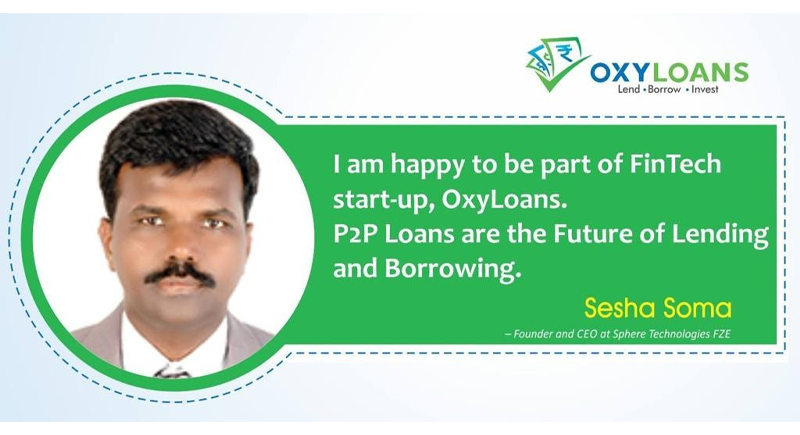 OXYLOANS
Lend • Borrow • Invest
I am happy to be part of FinTech
start-up, OxyLoans.
P2P Loans are the Future of Lending
and Borrowing.
Sesha Soma
– Founder and CEO at Sphere Technologies FZE